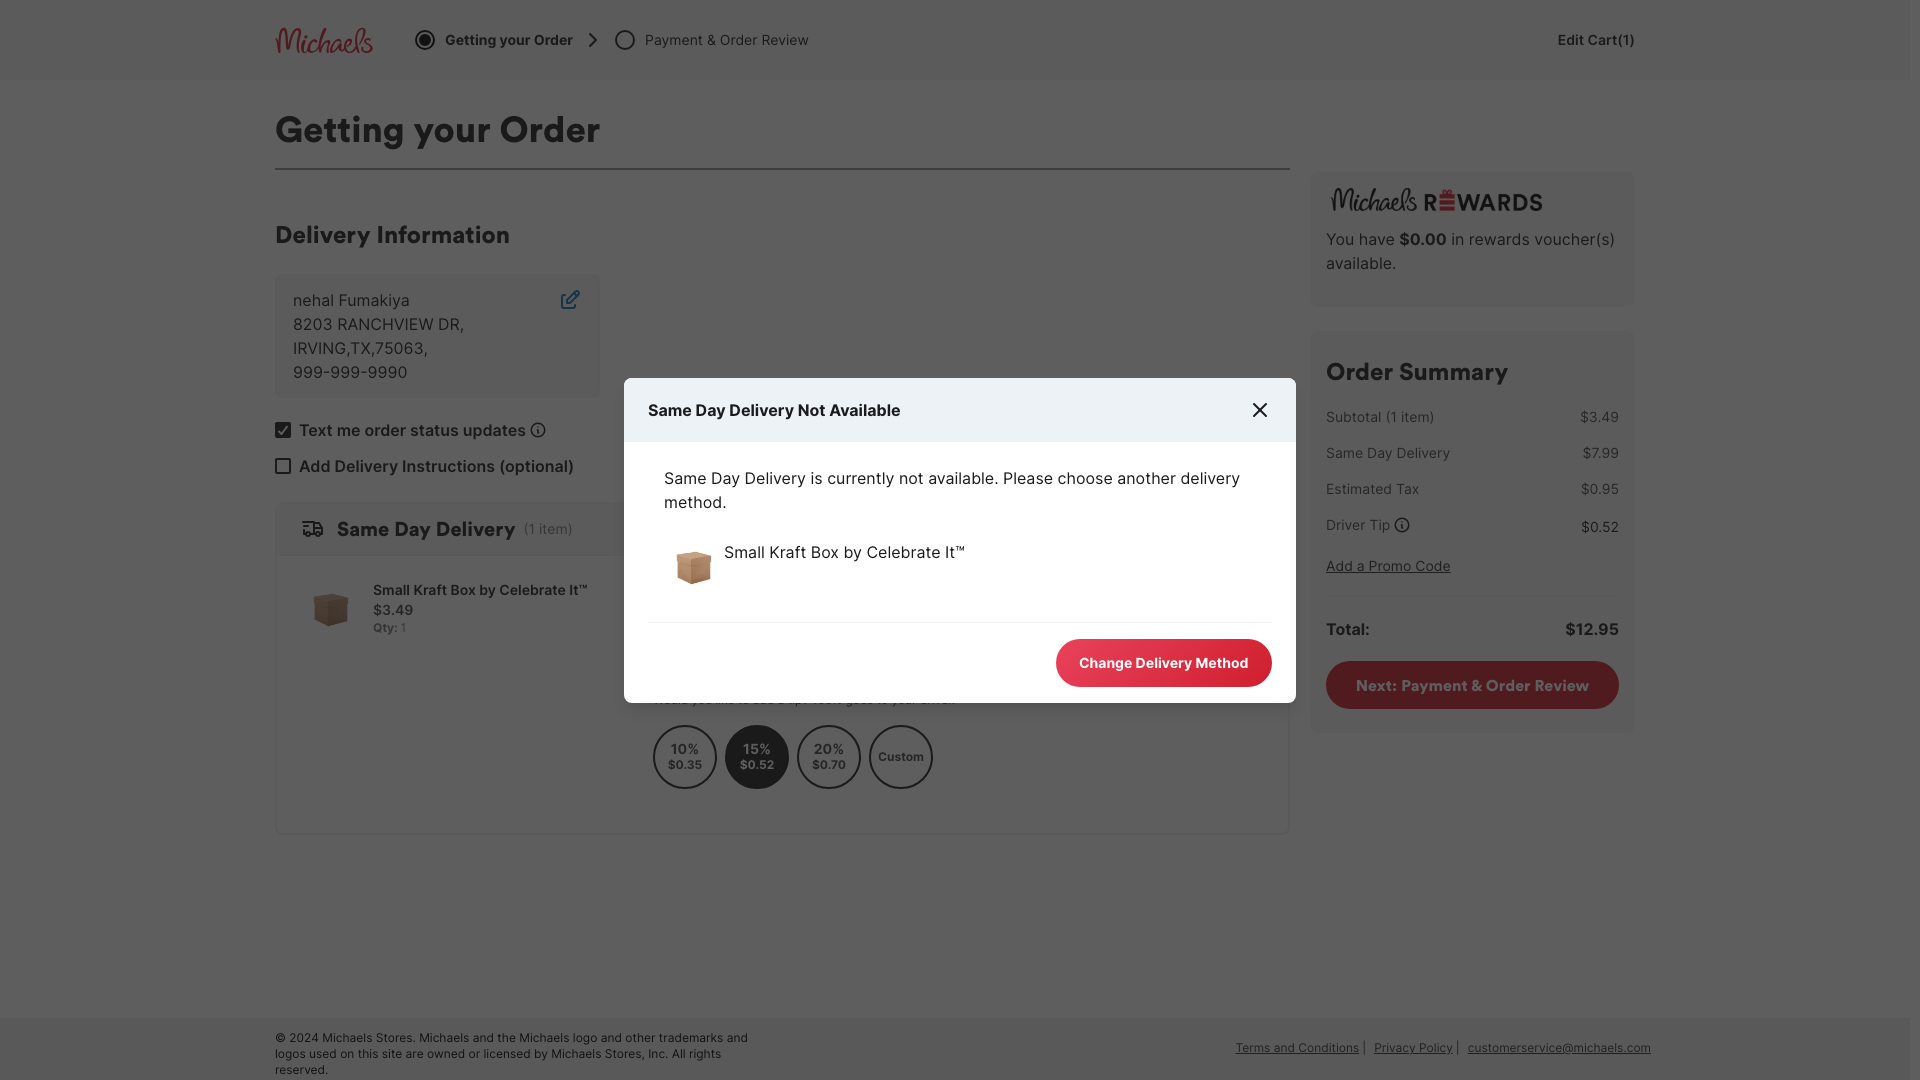 Michaels
Getting your Order
Payment & Order Review
Edit Cart(1)
Getting your Order
Delivery Information
nehal Fumakiya
8203 RANCHVIEW DR,
IRVING,TX,75063,
999-999-9990
Text me order status updates
Add Delivery Instructions (optional)
Same Day Delivery (1 item)
Small Kraft Box by Celebrate It™
$3.49
Qty: 1
Same Day Delivery Not Available
Same Day Delivery is currently not available. Please choose another delivery
method.
Small Kraft Box by Celebrate It™
Change Delivery Method
10%
$0.35
15%
$0.52
20%
$0.70
Custom
Michaels REWARDS
You have $0.00 in rewards voucher(s)
available.
Order Summary
Subtotal (1 item) $3.49
Same Day Delivery $7.99
Estimated Tax $0.95
Driver Tip $0.52
Add a Promo Code
Total: $12.95
Next: Payment & Order Review
© 2024 Michaels Stores. Michaels and the Michaels logo and other trademarks and
logos used on this site are owned or licensed by Michaels Stores, Inc. All rights
reserved.
Terms and Conditions | Privacy Policy | customerservice@michaels.com